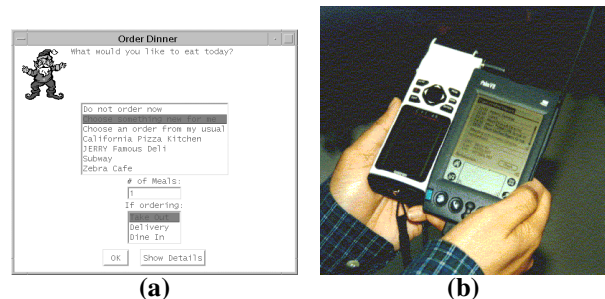 Order Dinner
What would you like to eat today?
Do not order now
Choose something new for me
Choose an order from my usual
California Pizza Kitchen
JERRY Famous Deli
Subway
Zebra Cafe
# of Meals:
1
If ordering:
Take Out
Delivery
Dine In
OK Show Details
(a) (b)